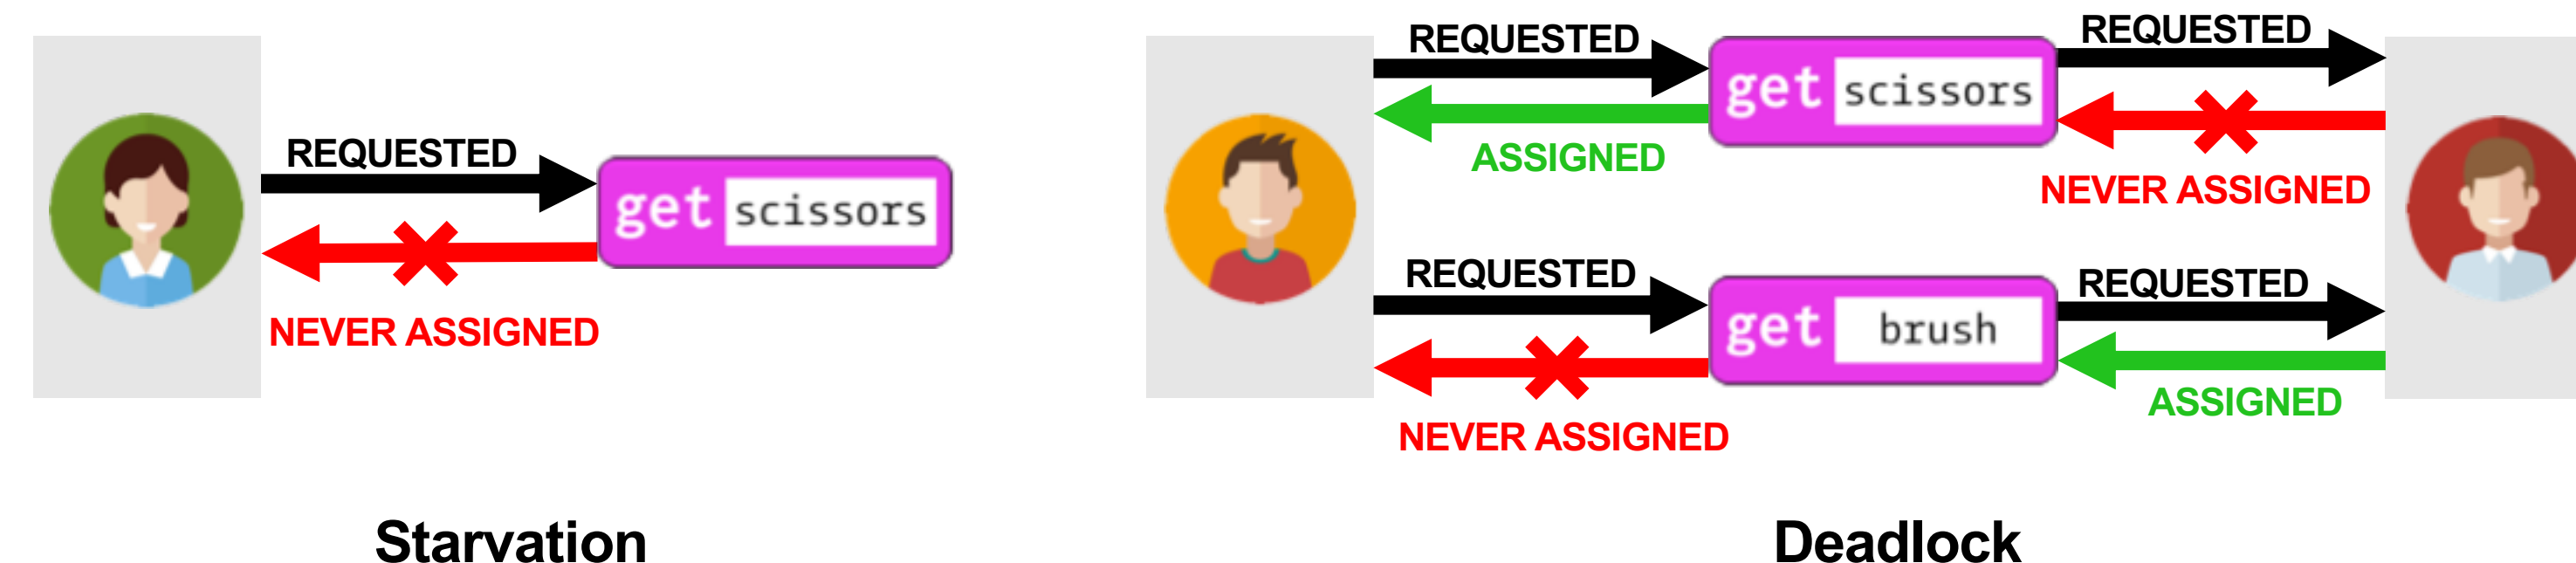 REQUESTED
get scissors
NEVER ASSIGNED
Starvation
REQUESTED
get scissors
REQUESTED
ASSIGNED
NEVER ASSIGNED
REQUESTED
get brush
REQUESTED
NEVER ASSIGNED
ASSIGNED
Deadlock